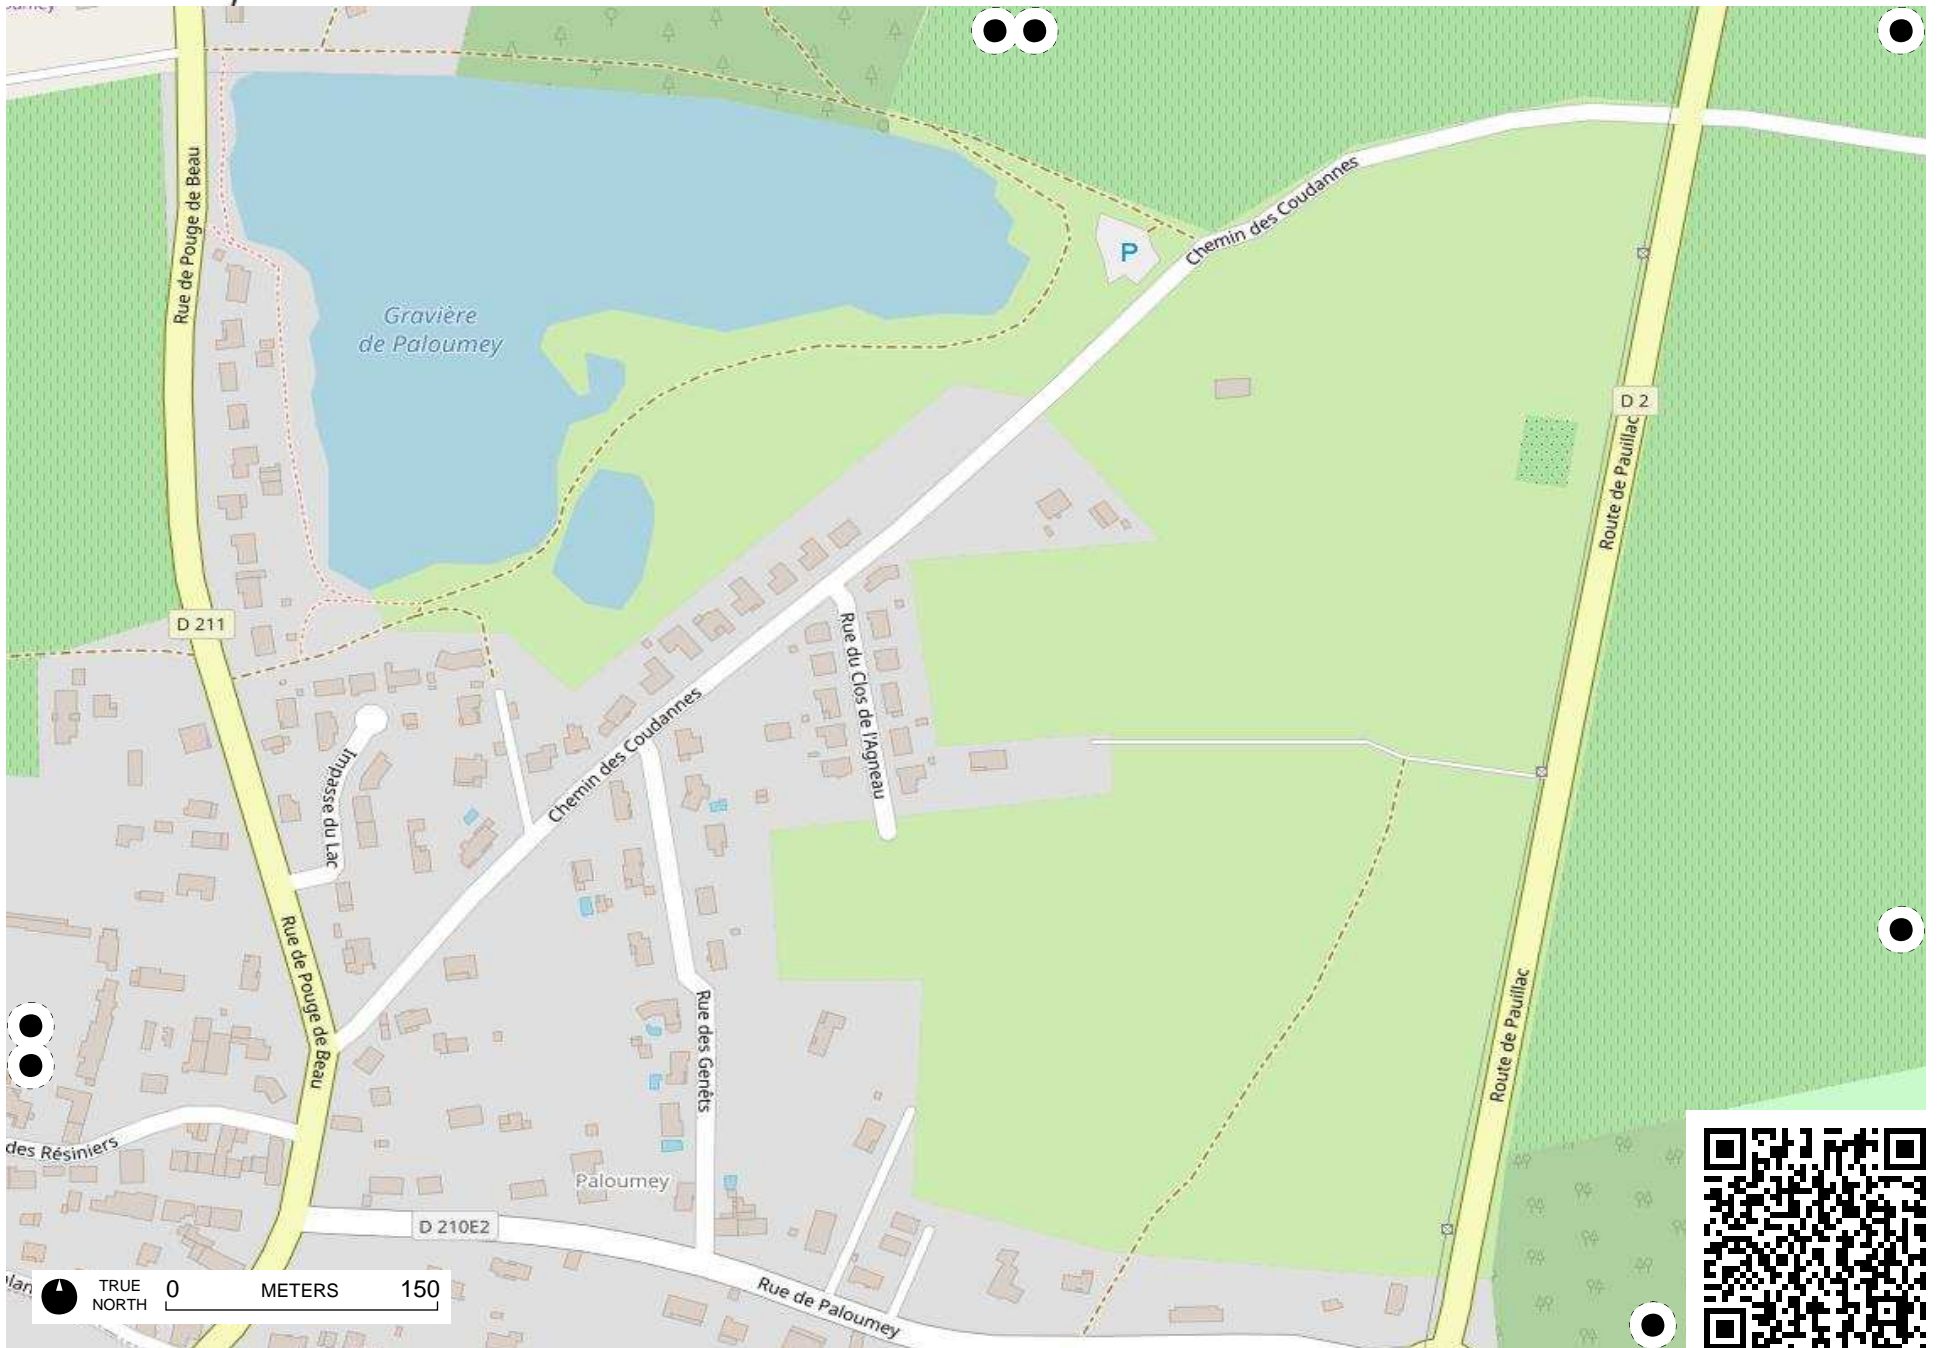 Rue de Pouge de Beau
Chemin des Coudannes
P
Gravière
de Paloumey
D 2
Route de Pauillac
D 211
Rue du Clos de l'Agneau
Chemin des Coudannes
Impasse du Lac
Rue de Pouge de Beau
Rue des Genêts
Route de Pauillac
des Résiniers
Paloumey
D 210E2
Rue de Paloumey
TRUE
NORTH
0 METERS 150